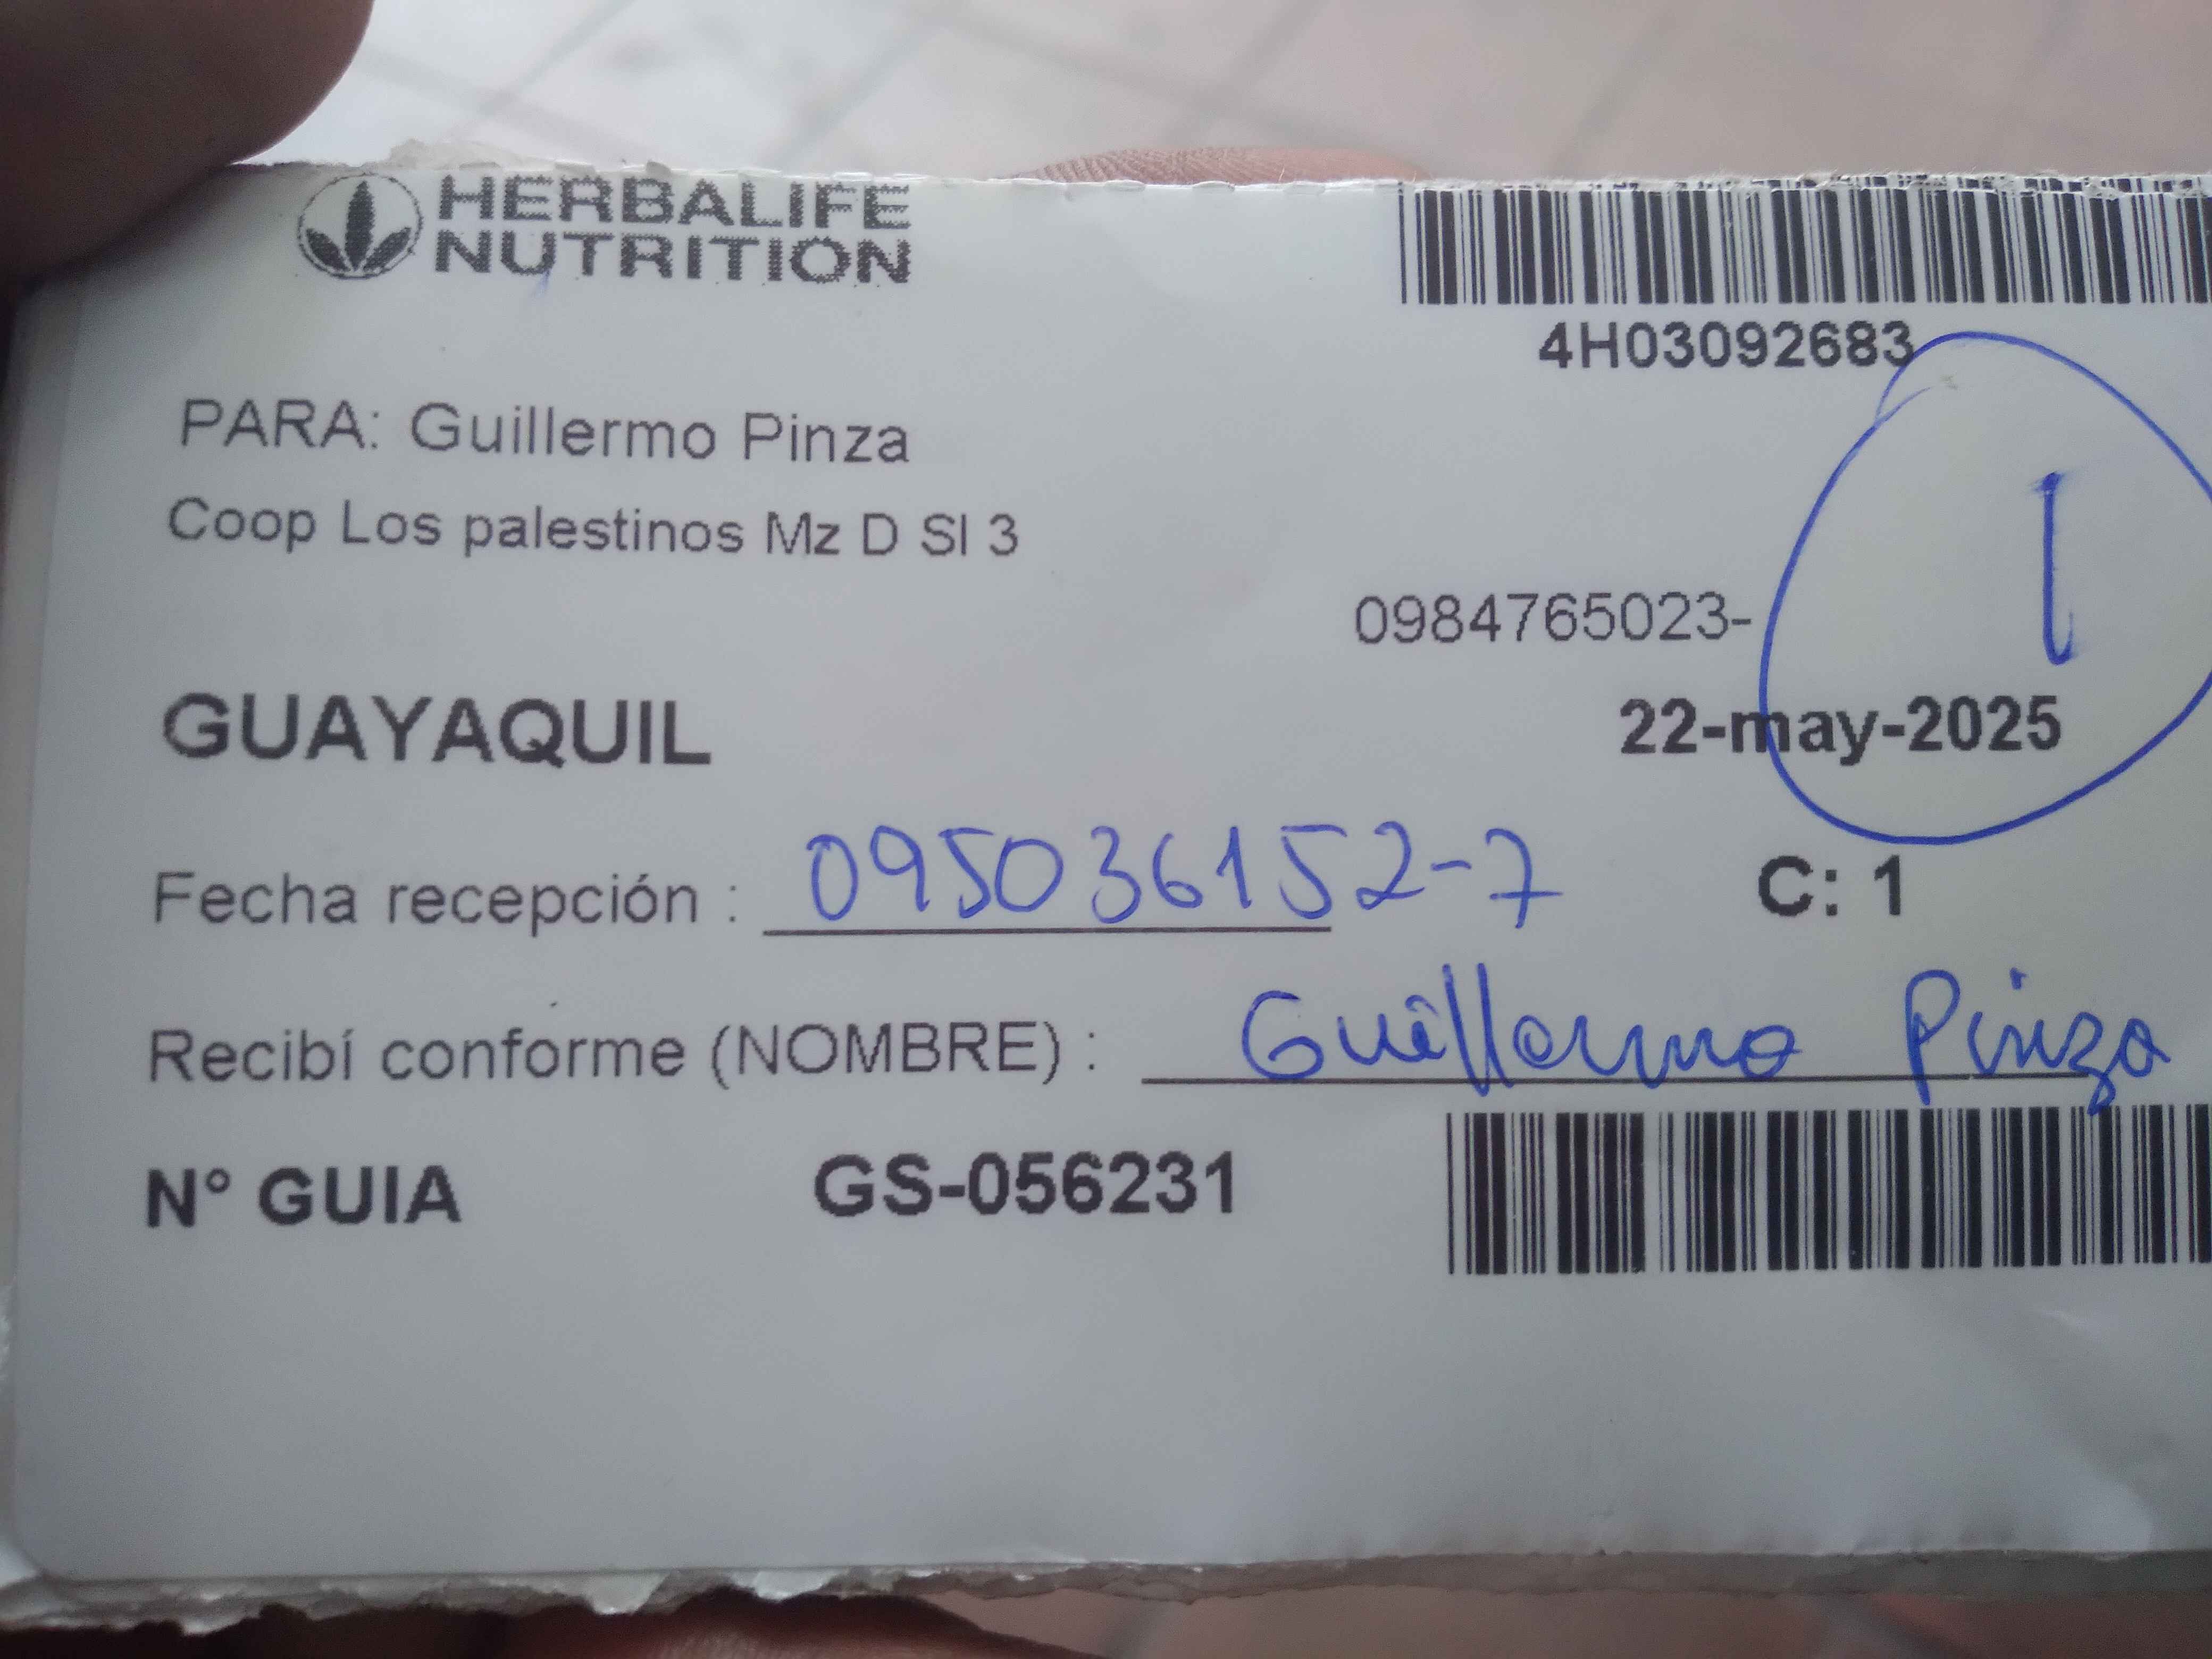 HERBALIFE
NUTRITION
4H03092683
PARA: Guillermo Pinza
Coop Los palestinos Mz D Sl 3
0984765023-
1
GUAYAQUIL
22-may-2025
Fecha recepción : 095036152-7
C: 1
Recibí conforme (NOMBRE) : Guillermo Pinza
N° GUIA GS-056231